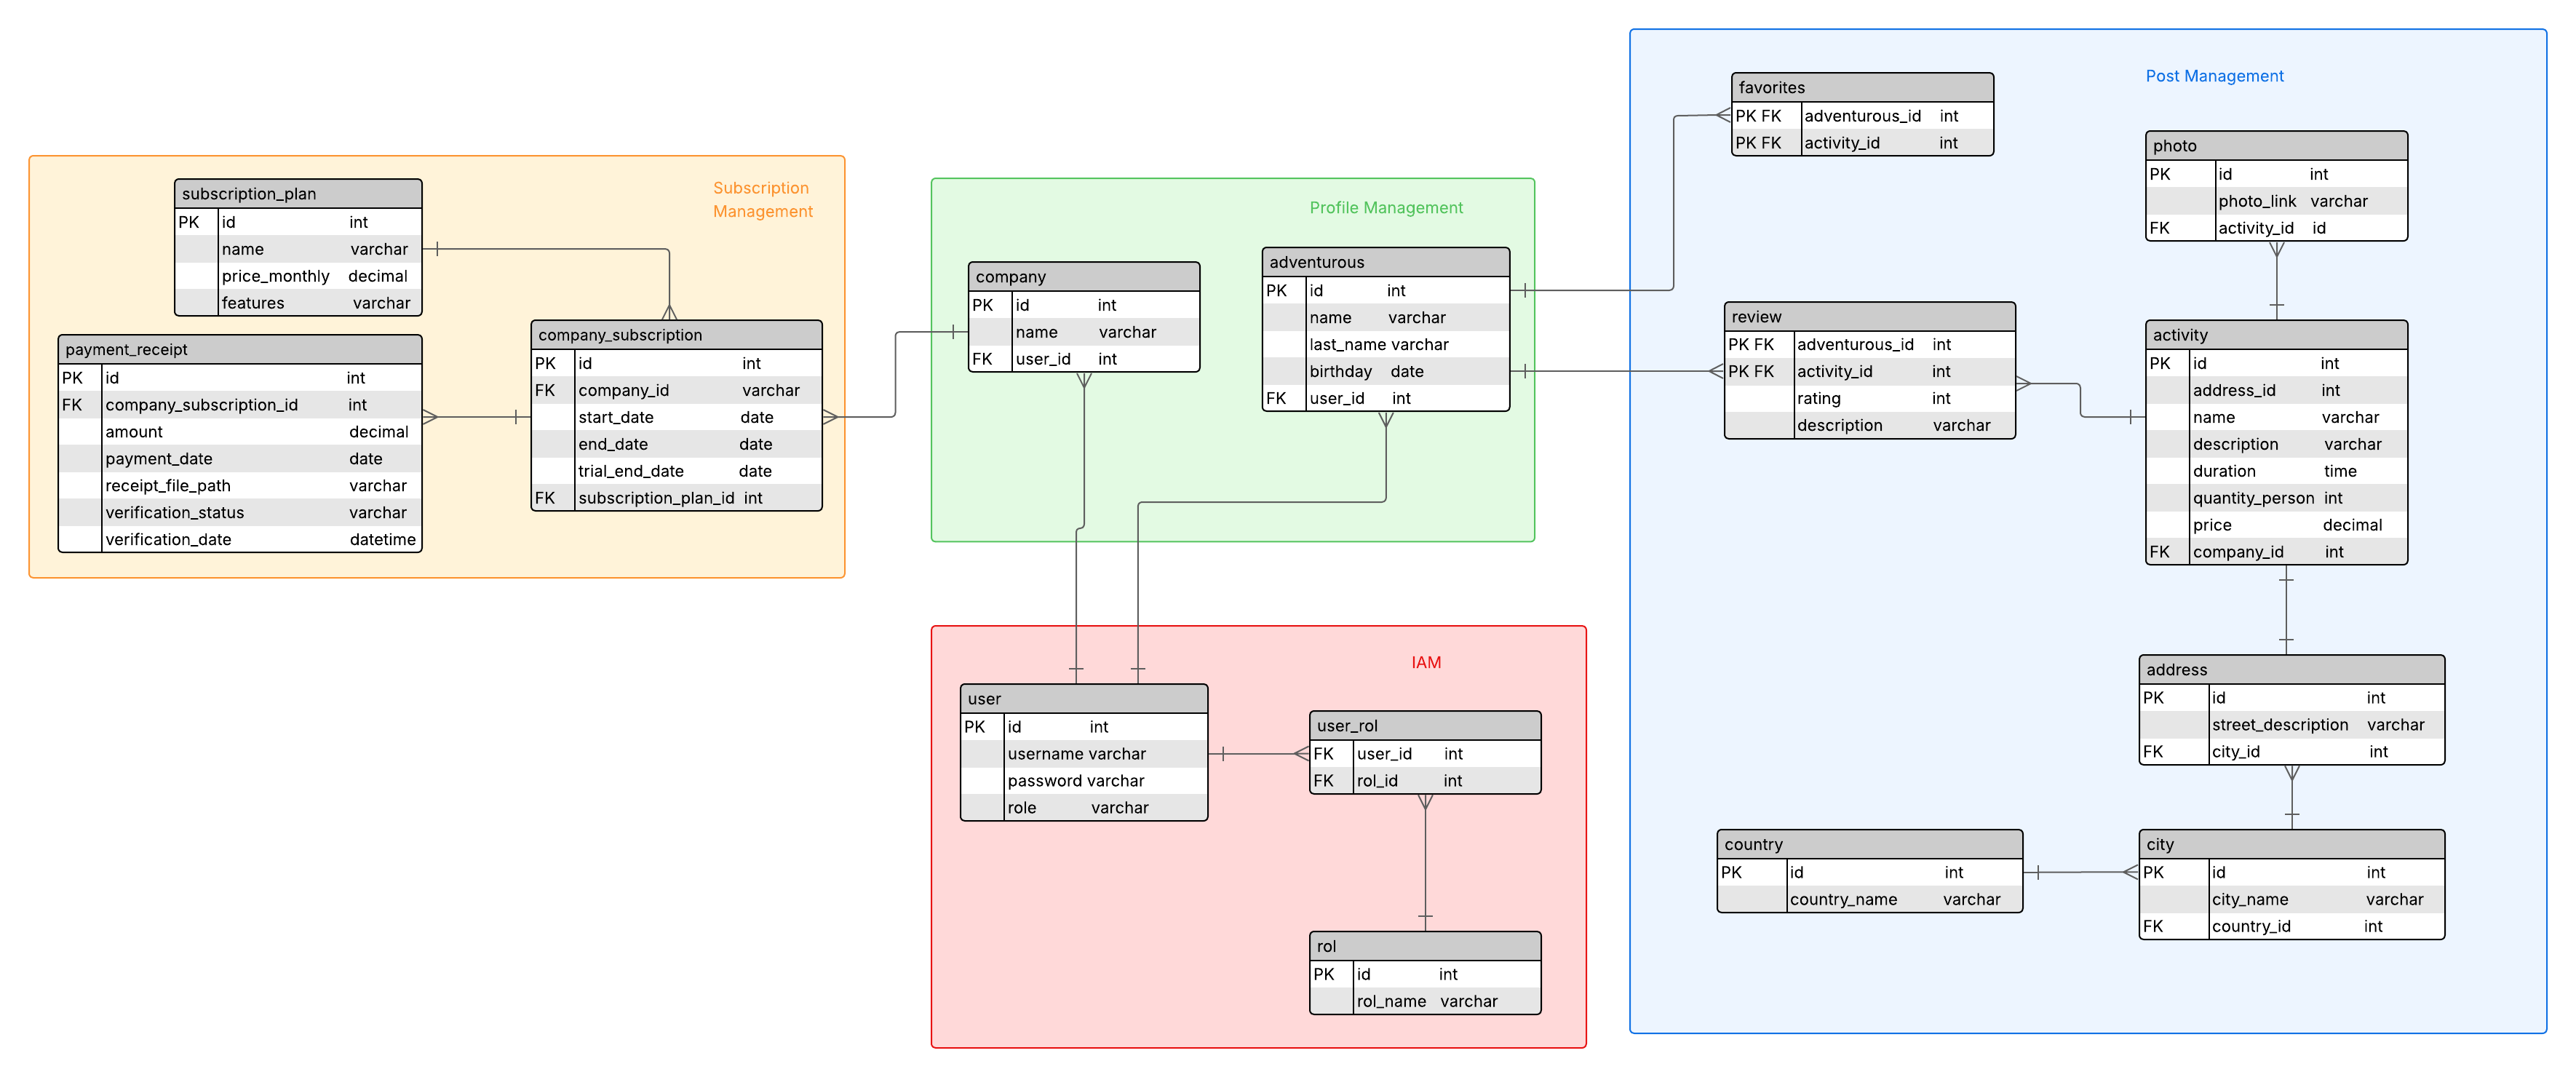 Subscription
Management
subscription_plan
PK id int
name varchar
price_monthly decimal
features varchar
payment_receipt
PK id int
FK company_subscription_id int
amount decimal
payment_date date
receipt_file_path varchar
verification_status varchar
verification_date datetime
company_subscription
PK id int
FK company_id varchar
start_date date
end_date date
trial_end_date date
FK subscription_plan_id int
Profile Management
company
PK id int
name varchar
FK user_id int
adventurous
PK id int
name varchar
last_name varchar
birthday date
FK user_id int
IAM
user
PK id int
username varchar
password varchar
role varchar
user_rol
FK user_id int
FK rol_id int
rol
PK id int
rol_name varchar
Post Management
favorites
PK FK adventurous_id int
PK FK activity_id int
photo
PK id int
photo_link varchar
FK activity_id id
review
PK FK adventurous_id int
PK FK activity_id int
rating int
description varchar
activity
PK id int
address_id int
name varchar
description varchar
duration time
quantity_person int
price decimal
FK company_id int
address
PK id int
street_description varchar
FK city_id int
country
PK id int
country_name varchar
city
PK id int
city_name varchar
FK country_id int